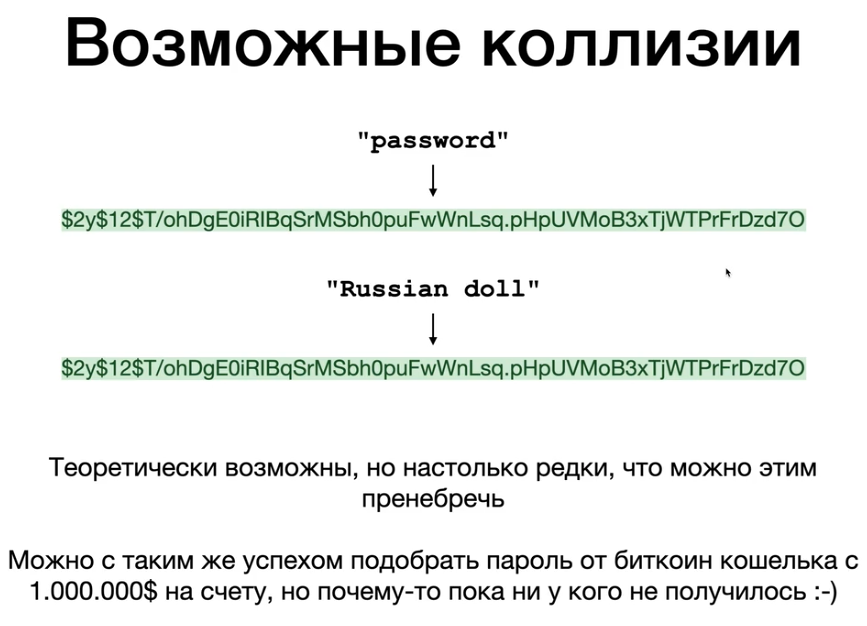 Возможные коллизии
"password"
$2y$12$T/ohDgE0iRIBqSrMSbh0puFwWnLsq.pHpUVMoB3xTjWTPrFrDzd7O
"Russian doll"
$2y$12$T/ohDgE0iRIBqSrMSbh0puFwWnLsq.pHpUVMoB3xTjWTPrFrDzd7O
Теоретически возможны, но настолько редки, что можно этим
пренебречь
Можно с таким же успехом подобрать пароль от биткоин кошелька с
1.000.000$ на счету, но почему-то пока ни у кого не получилось :-)